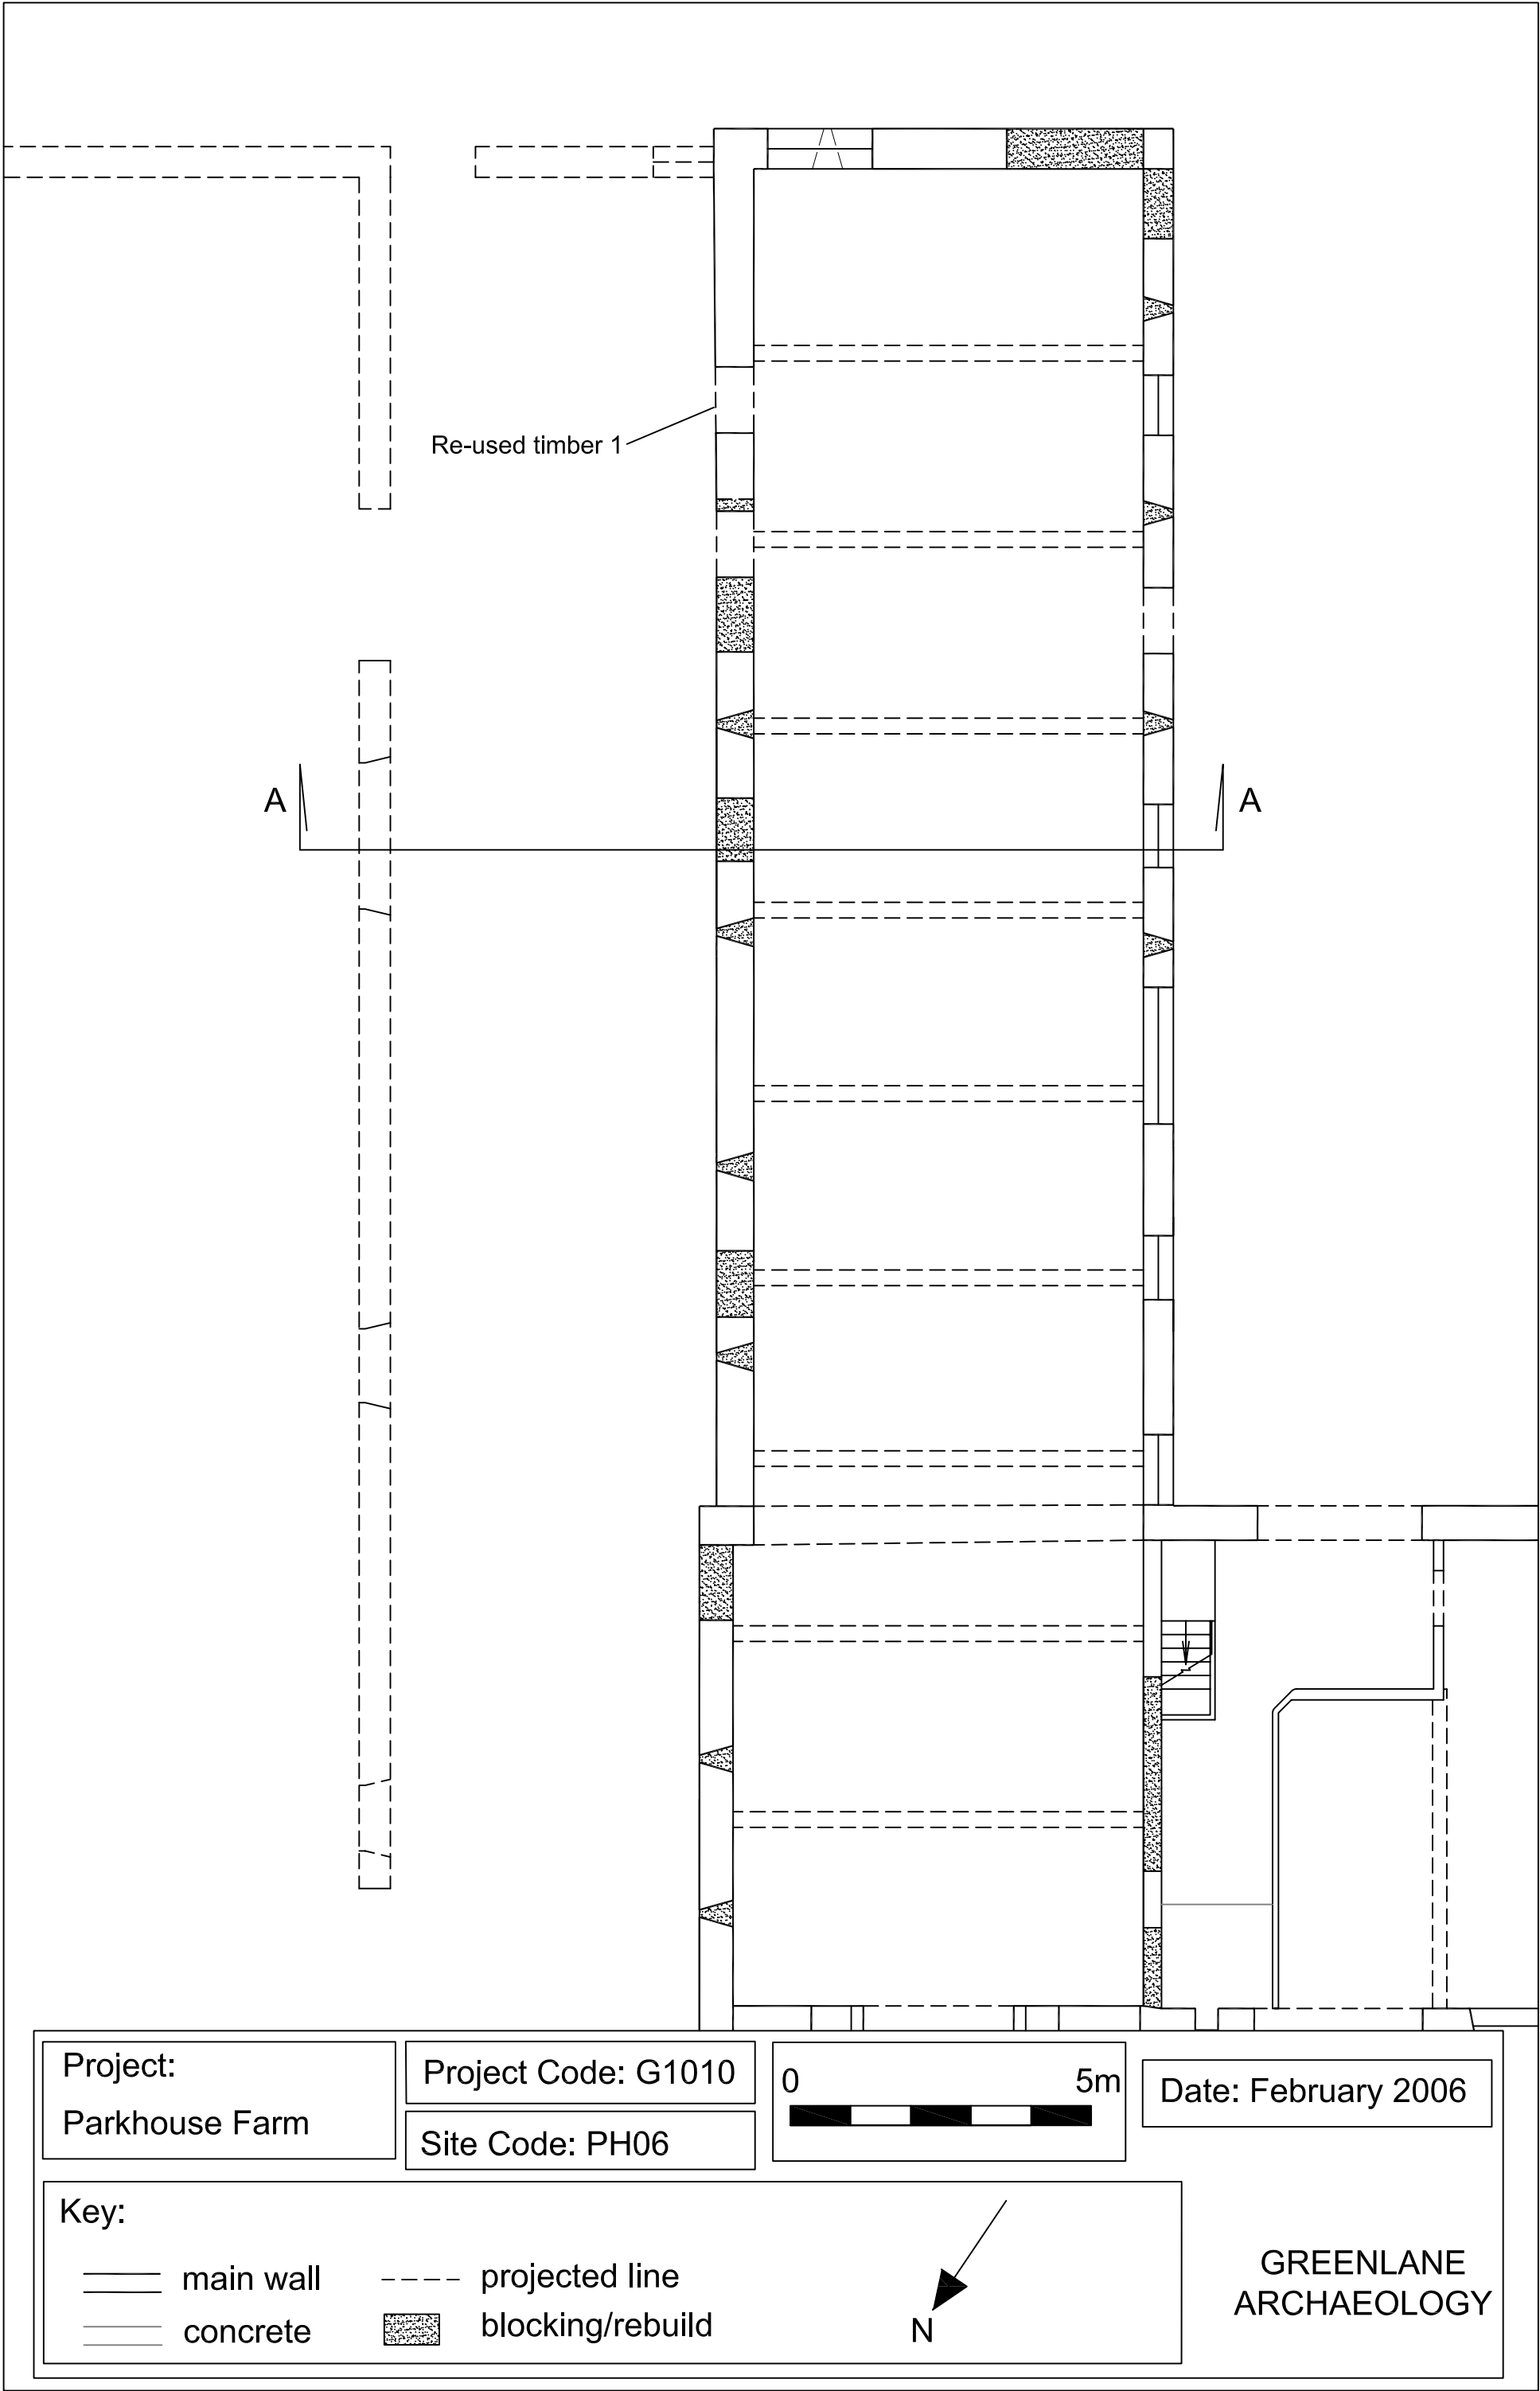 Re-used timber 1
A
A
Project:
Parkhouse Farm
Project Code: G1010
Site Code: PH06
0 5m
Date: February 2006
Key:
main wall
projected line
concrete
blocking/rebuild
N
GREENLANE
ARCHAEOLOGY